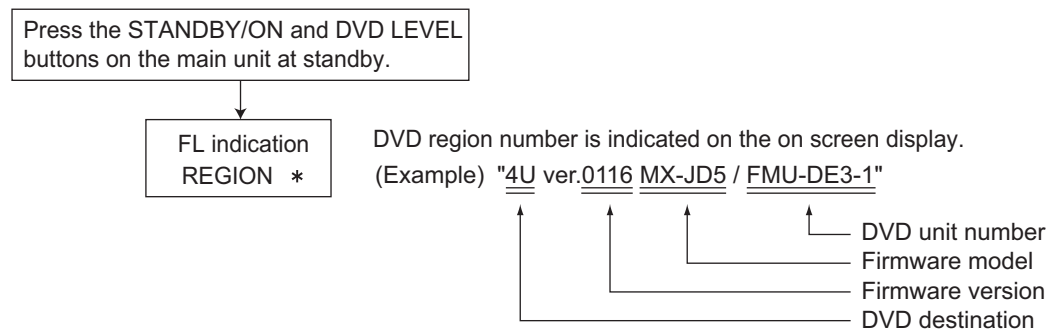 Press the STANDBY/ON and DVD LEVEL
buttons on the main unit at standby.
FL indication
REGION *
DVD region number is indicated on the on screen display.
(Example) "4U ver.0116 MX-JD5 / FMU-DE3-1"
DVD unit number
Firmware model
Firmware version
DVD destination